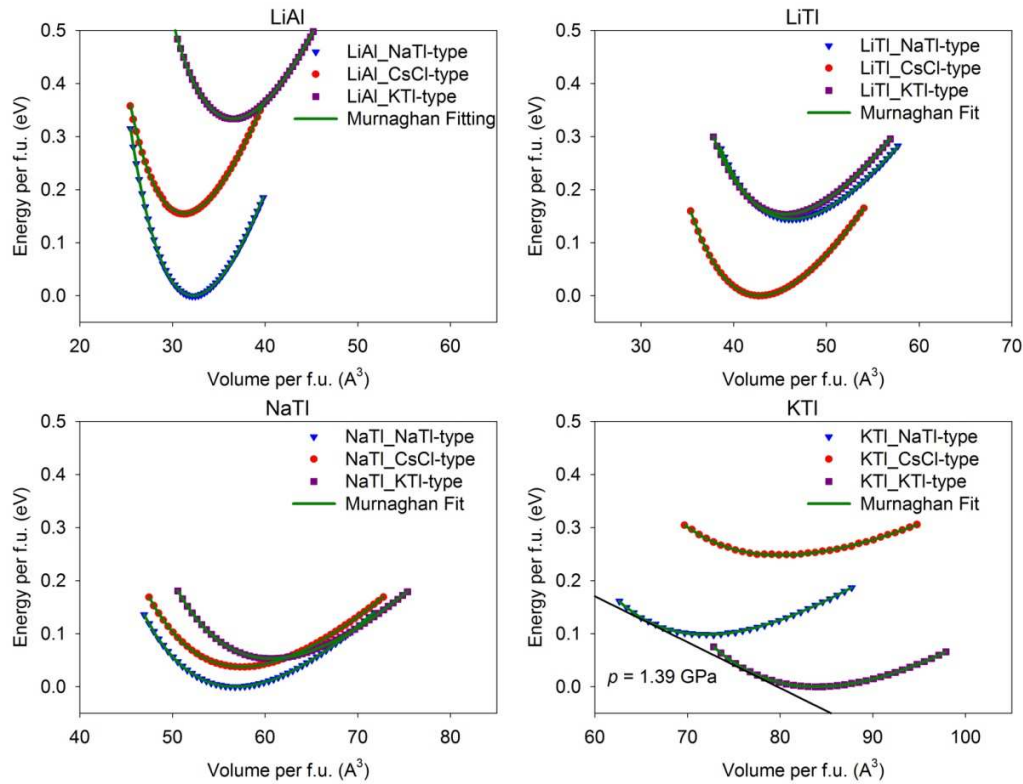 LiAl
0.5
0.4
0.3
0.2
0.1
0.0
Energy per f.u. (eV)
LiAl_NaTl-type
LiAl_CsCl-type
LiAl_KTl-type
Murnaghan Fitting
20 30 40 50 60
Volume per f.u. (A³)
LiTl
0.5
0.4
0.3
0.2
0.1
0.0
Energy per f.u. (eV)
LiTl_NaTl-type
LiTl_CsCl-type
LiTl_KTl-type
Murnaghan Fit
30 40 50 60 70
Volume per f.u. (A³)
NaTl
0.5
0.4
0.3
0.2
0.1
0.0
Energy per f.u. (eV)
NaTl_NaTl-type
NaTl_CsCl-type
NaTl_KTl-type
Murnaghan Fit
40 50 60 70 80 90
Volume per f.u. (A³)
KTl
0.5
0.4
0.3
0.2
0.1
0.0
Energy per f.u. (eV)
KTl_NaTl-type
KTl_CsCl-type
KTl_KTl-type
Murnaghan Fit
p = 1.39 GPa
60 70 80 90 100
Volume per f.u. (A³)